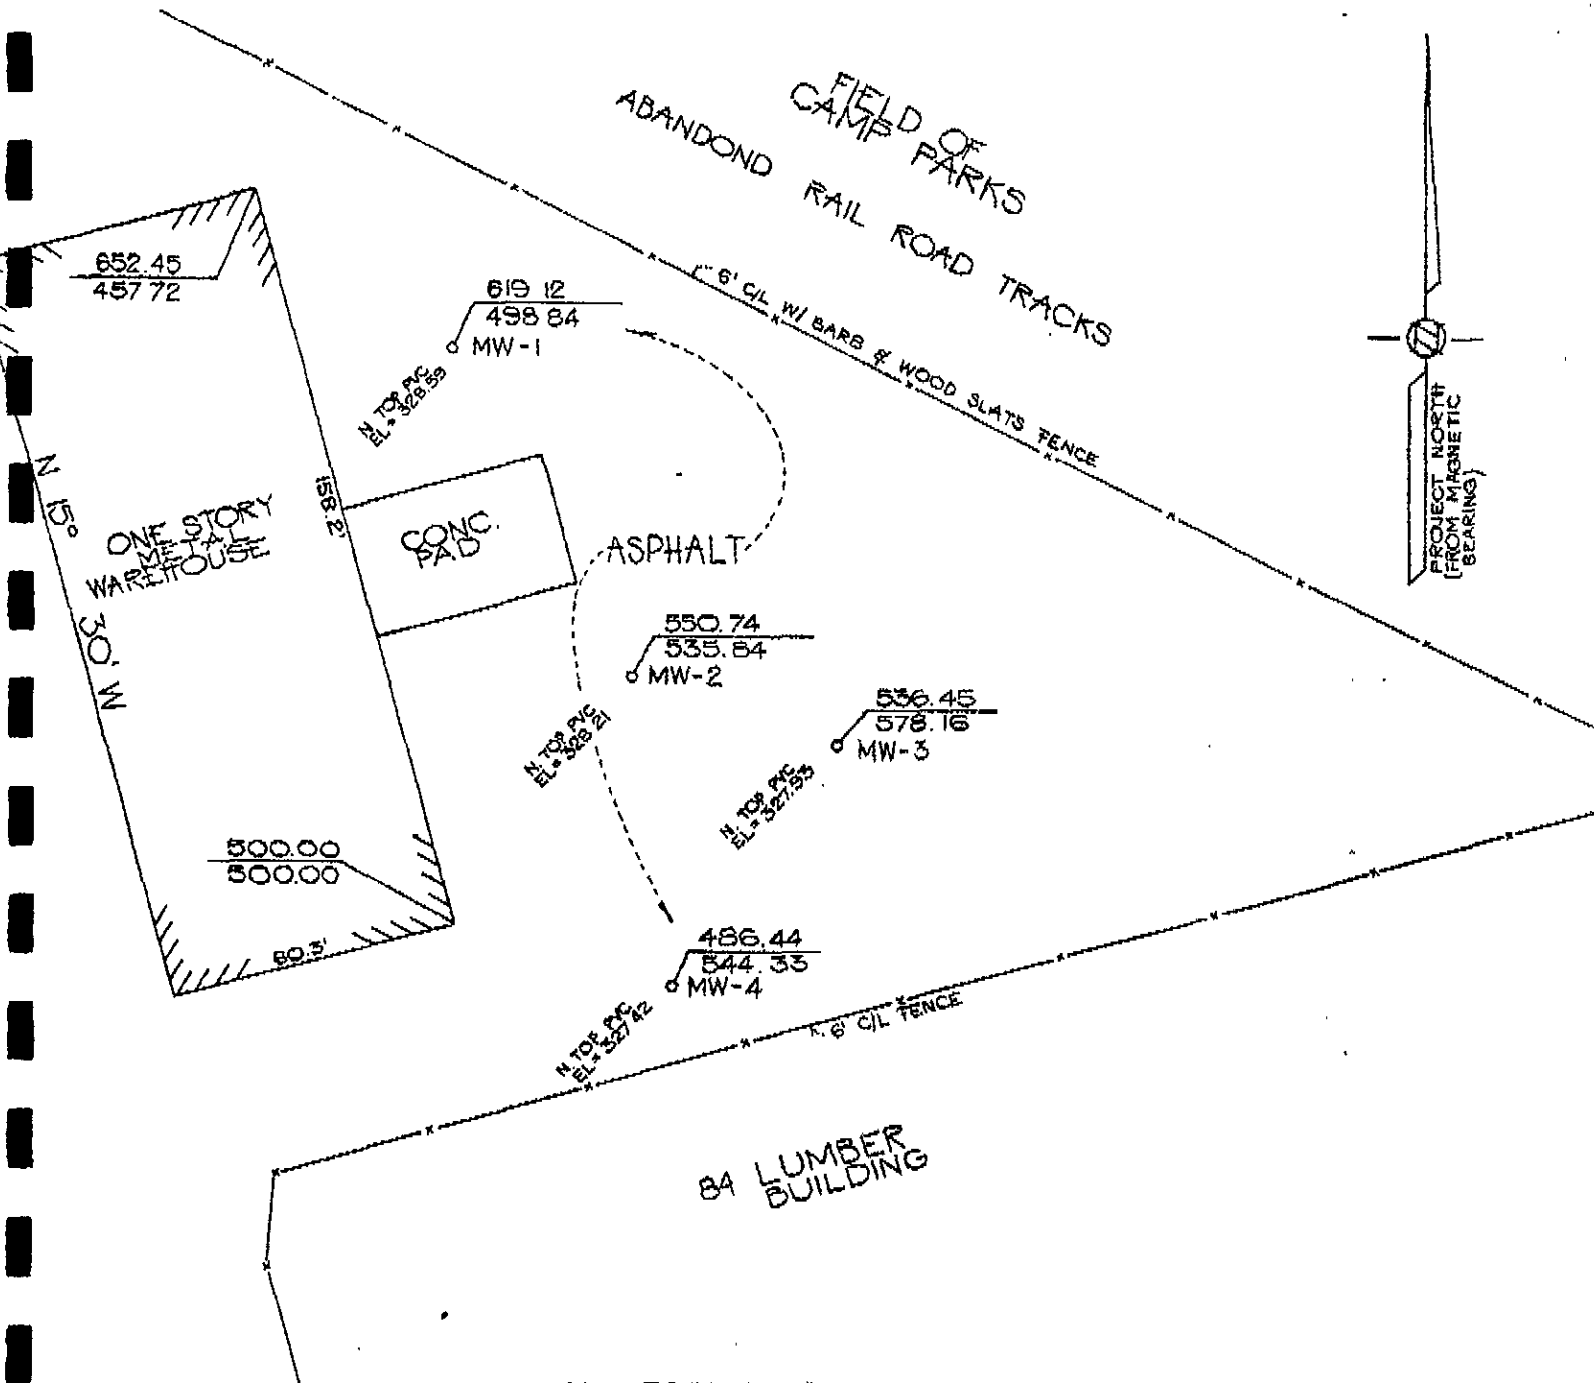 FIELD OF
CAMP PARKS
ABANDOND RAIL ROAD TRACKS
6' C/L W/ BARB & WOOD SLATS FENCE
PROJECT NORTH
(FROM MAGNETIC
BEARING)
652.45
457 72
619 12
498 84
MW-1
N TOP PVC
EL= 328.59
N 15° 30' W
ONE STORY
METAL
WAREHOUSE
158.2'
CONC.
PAD
ASPHALT
550.74
535.84
MW-2
N. TOP PVC
EL= 328 21
536.45
578.16
MW-3
N. TOP PVC
EL= 327.93
500.00
500.00
80.3'
486.44
544.33
MW-4
N TOP PVC
EL= 327 42
6' C/L FENCE
84 LUMBER
BUILDING